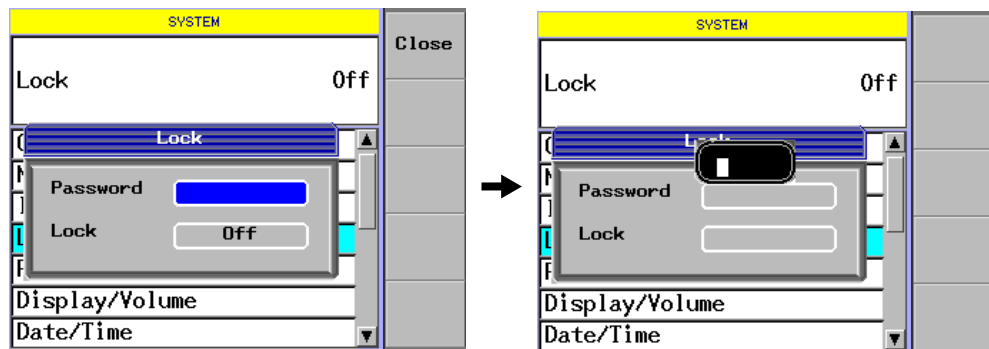 SYSTEM
Close
Lock Off
Lock
Password
Lock Off
Display/Volume
Date/Time
SYSTEM
Lock Off
Password
Lock
Display/Volume
Date/Time